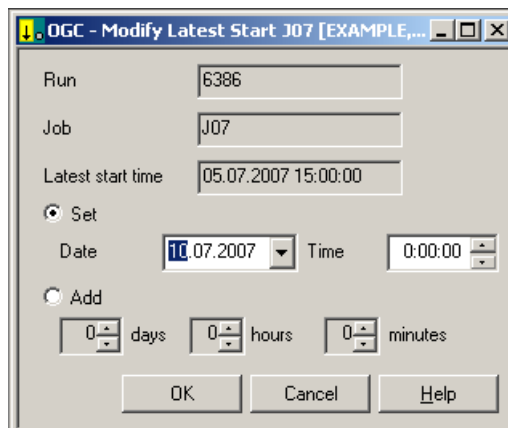 OGC - Modify Latest Start J07 [EXAMPLE,...
Run 6386
Job J07
Latest start time 05.07.2007 15:00:00
Set
Date 10.07.2007 Time 0:00:00
Add
0 days 0 hours 0 minutes
OK Cancel Help